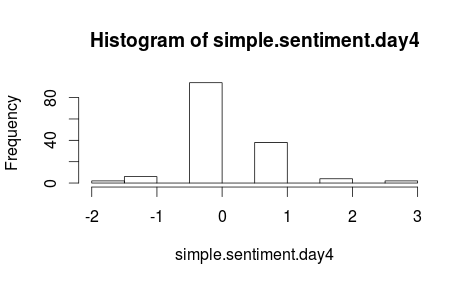 Histogram of simple.sentiment.day4
Frequency
80
40
0
-2 -1 0 1 2 3
simple.sentiment.day4